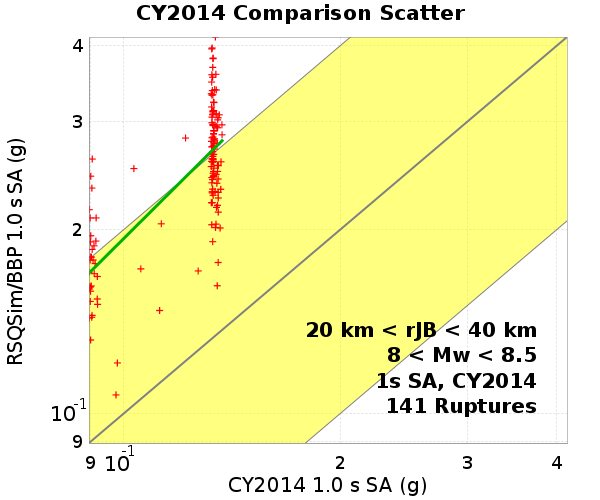 CY2014 Comparison Scatter
RSQSim/BBP 1.0 s SA (g)
4
3
2
10⁻¹
9
20 km < rJB < 40 km
8 < Mw < 8.5
1s SA, CY2014
141 Ruptures
9 10⁻¹ 2 3 4
CY2014 1.0 s SA (g)